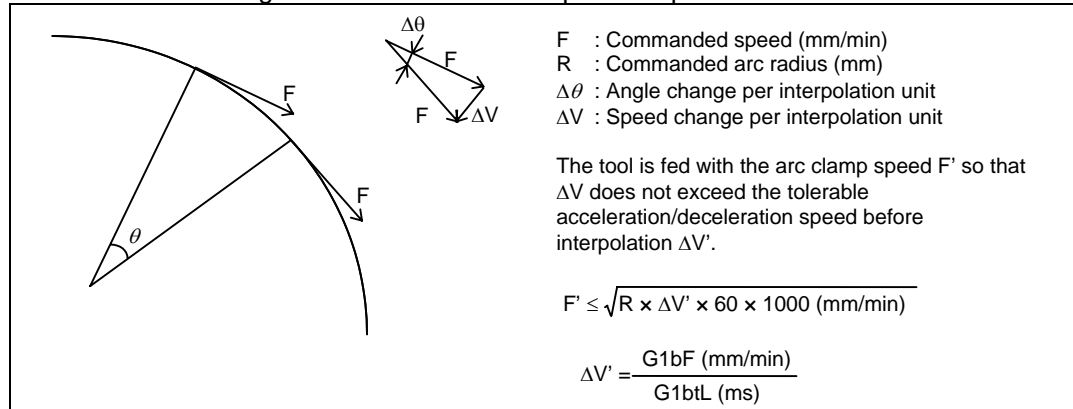 Δθ
F
F
ΔV
F
F
θ
F : Commanded speed (mm/min)
R : Commanded arc radius (mm)
Δθ : Angle change per interpolation unit
ΔV : Speed change per interpolation unit
The tool is fed with the arc clamp speed F’ so that
ΔV does not exceed the tolerable
acceleration/deceleration speed before
interpolation ΔV’.
F’ ≤ √R × ΔV’ × 60 × 1000 (mm/min)
ΔV’ = G1bF (mm/min)
G1btL (ms)